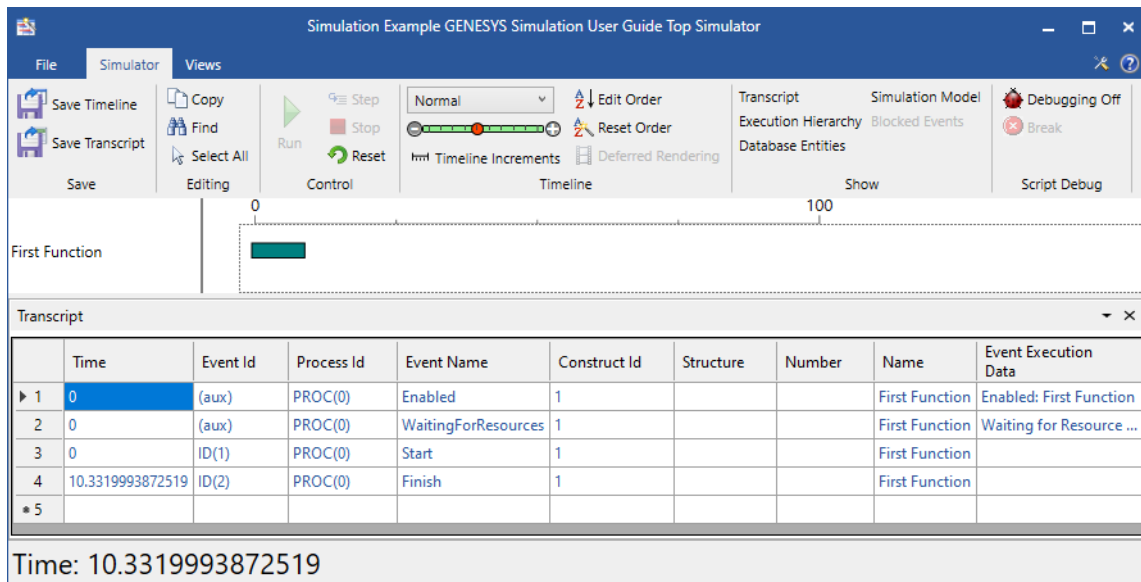 Simulation Example GENESYS Simulation User Guide Top Simulator
File Simulator Views
Save Timeline
Save Transcript
Save
Copy
Find
Select All
Editing
Run
Step
Stop
Reset
Control
Normal
Timeline Increments
Edit Order
Reset Order
Deferred Rendering
Timeline
Transcript Simulation Model
Execution Hierarchy Blocked Events
Database Entities
Show
Debugging Off
Break
Script Debug
0 100
First Function
Transcript
Time Event Id Process Id Event Name Construct Id Structure Number Name Event Execution Data
1 0 (aux) PROC(0) Enabled 1 First Function Enabled: First Function
2 0 (aux) PROC(0) WaitingForResources 1 First Function Waiting for Resource ...
3 0 ID(1) PROC(0) Start 1 First Function
4 10.3319993872519 ID(2) PROC(0) Finish 1 First Function
5
Time: 10.3319993872519